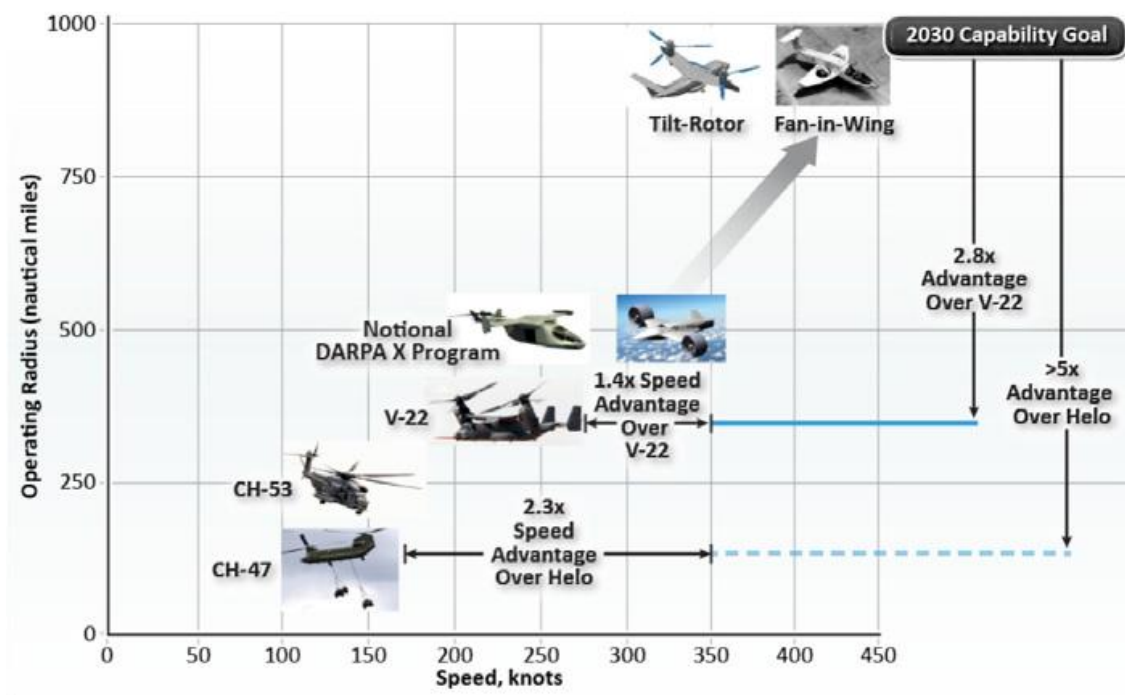 1000
2030 Capability Goal
Tilt-Rotor
Fan-in-Wing
750
2.8x
Advantage
Over V-22
500
Notional
DARPA X Program
1.4x Speed
Advantage
Over
V-22
>5x
Advantage
Over Helo
V-22
CH-53
250
2.3x
Speed
Advantage
Over Helo
CH-47
0
0 50 100 150 200 250 300 350 400 450
Speed, knots
Operating Radius (nautical miles)